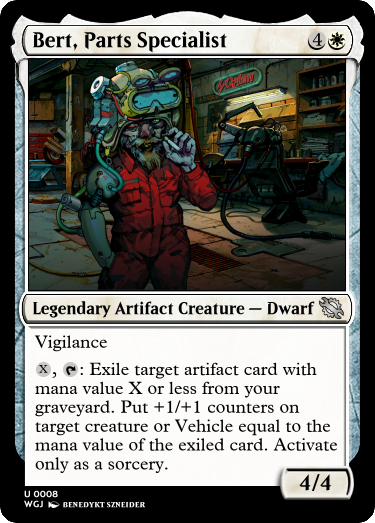 Bert, Parts Specialist 4
Legendary Artifact Creature — Dwarf
Vigilance
X, : Exile target artifact card with
mana value X or less from your
graveyard. Put +1/+1 counters on
target creature or Vehicle equal to the
mana value of the exiled card. Activate
only as a sorcery.
4/4
U 0008
WGJ BENEDYKT SZNEIDER